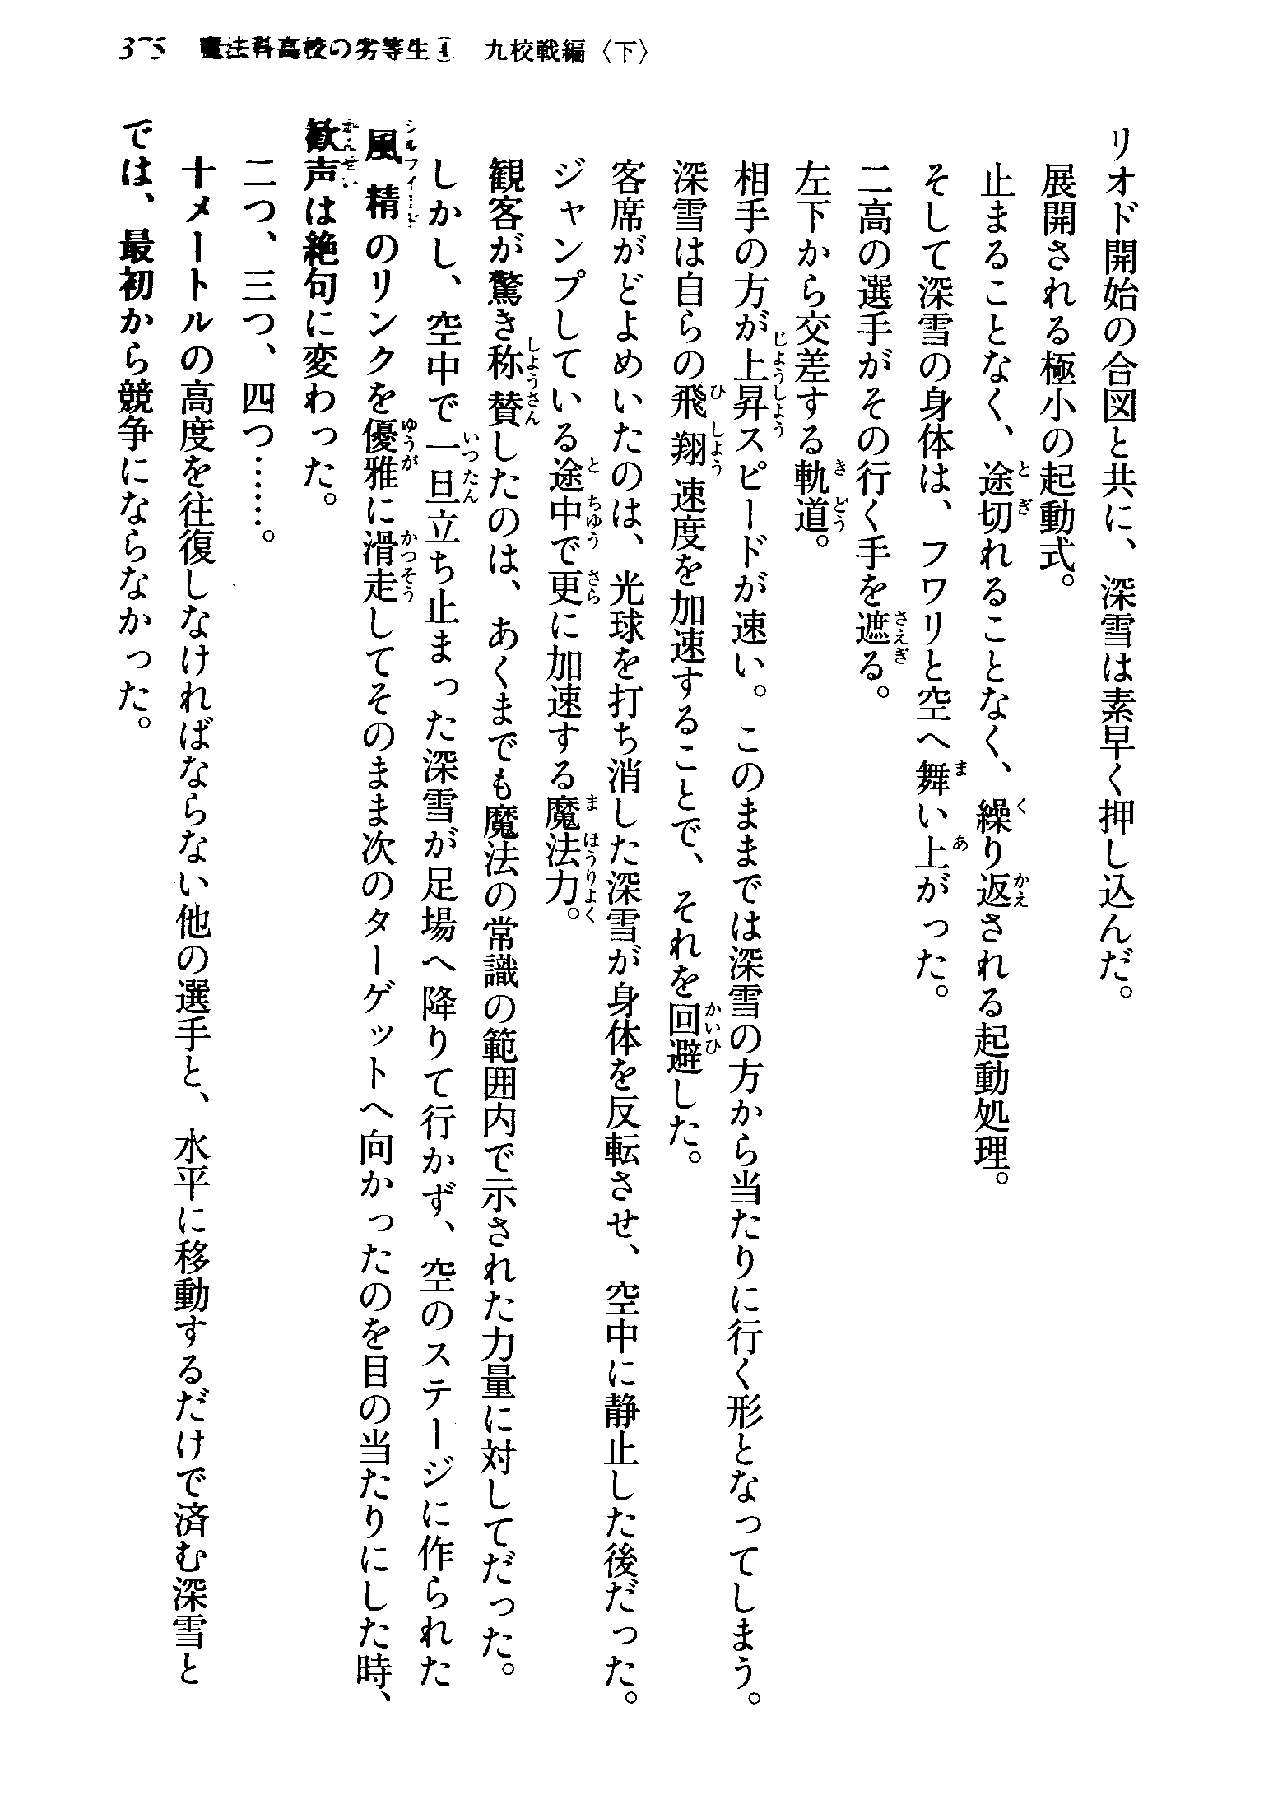 魔法科高校の劣等生④ 九校戦編〈下〉
リオド開始の合図と共に、深雪は素早く押し込んだ。
展開される極小の起動式。
止まることなく、途切れることなく、繰り返される起動処理。
そして深雪の身体は、フワリと空へ舞い上がった。
二高の選手がその行く手を遮る。
左下から交差する軌道。
相手の方が上昇スピードが速い。このままでは深雪の方から当たりに行く形となってしまう。
深雪は自らの飛翔速度を加速することで、それを回避した。
客席がどよめいたのは、光球を打ち消した深雪が身体を反転させ、空中に静止した後だった。
ジャンプしている途中で更に加速する魔法力。
観客が驚き称賛したのは、あくまでも魔法の常識の範囲内で示された力量に対してだった。
しかし、空中で一旦立ち止まった深雪が足場へ降りて行かず、空のステージに作られた
風精のリンクを優雅に滑走してそのまま次のターゲットへ向かったのを目の当たりにした時、
歓声は絶句に変わった。
二つ、三つ、四つ……。
十メートルの高度を往復しなければならない他の選手と、水平に移動するだけで済む深雪と
では、最初から競争にならなかった。